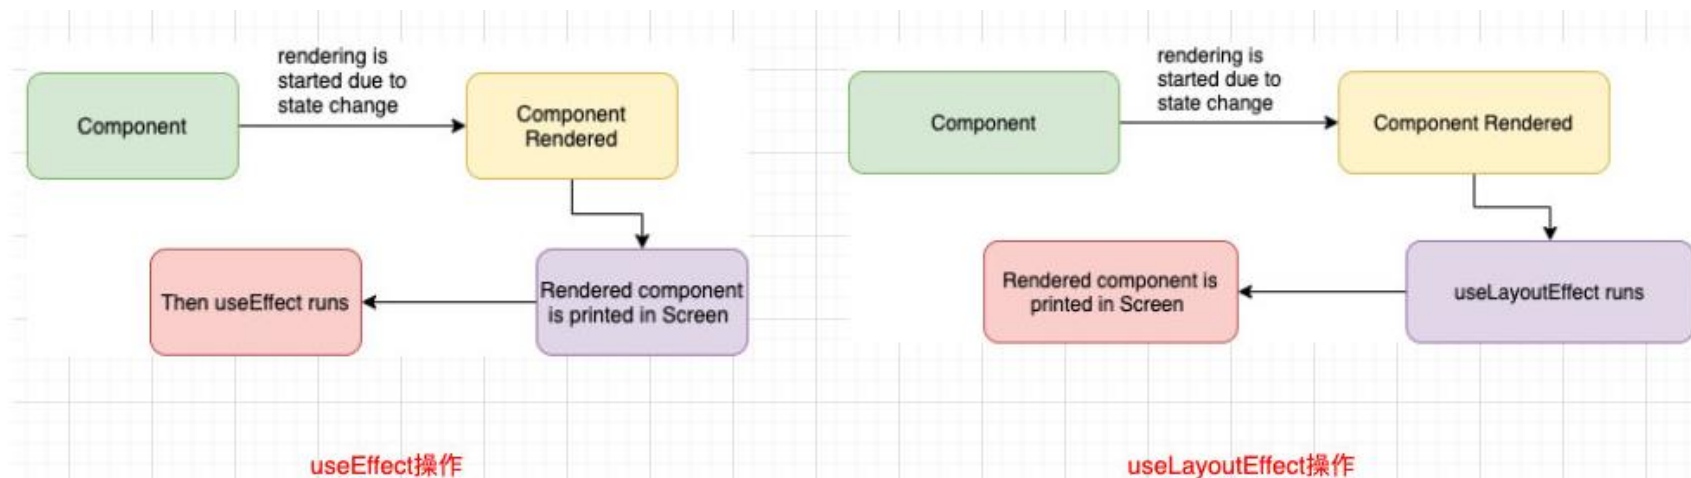 rendering is
started due to
state change
Component
Component
Rendered
Then useEffect runs
Rendered component
is printed in Screen
useEffect操作
rendering is
started due to
state change
Component
Component Rendered
Rendered component is
printed in Screen
useLayoutEffect runs
useLayoutEffect操作